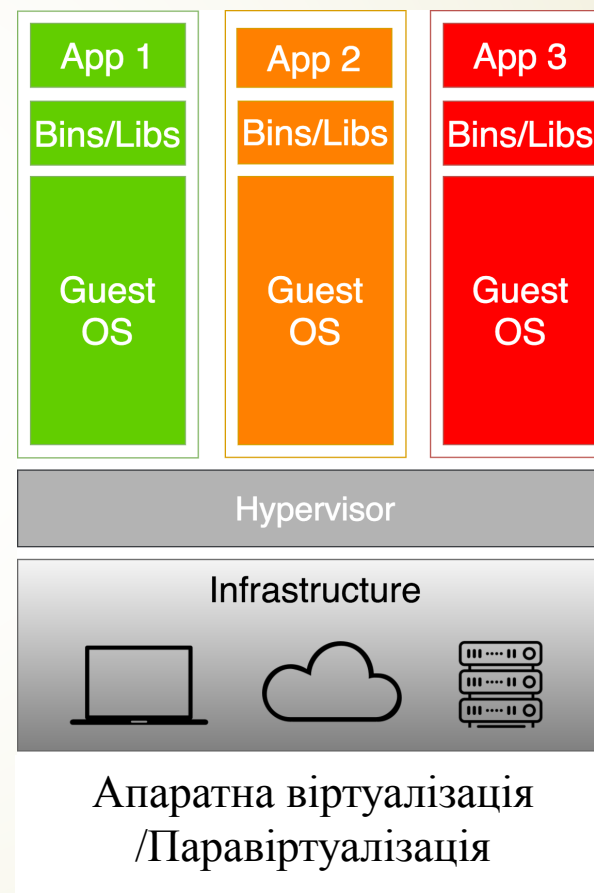 App 1
App 2
App 3
Bins/Libs
Bins/Libs
Bins/Libs
Guest
OS
Guest
OS
Guest
OS
Hypervisor
Infrastructure
Апаратна віртуалізація
/Паравіртуалізація